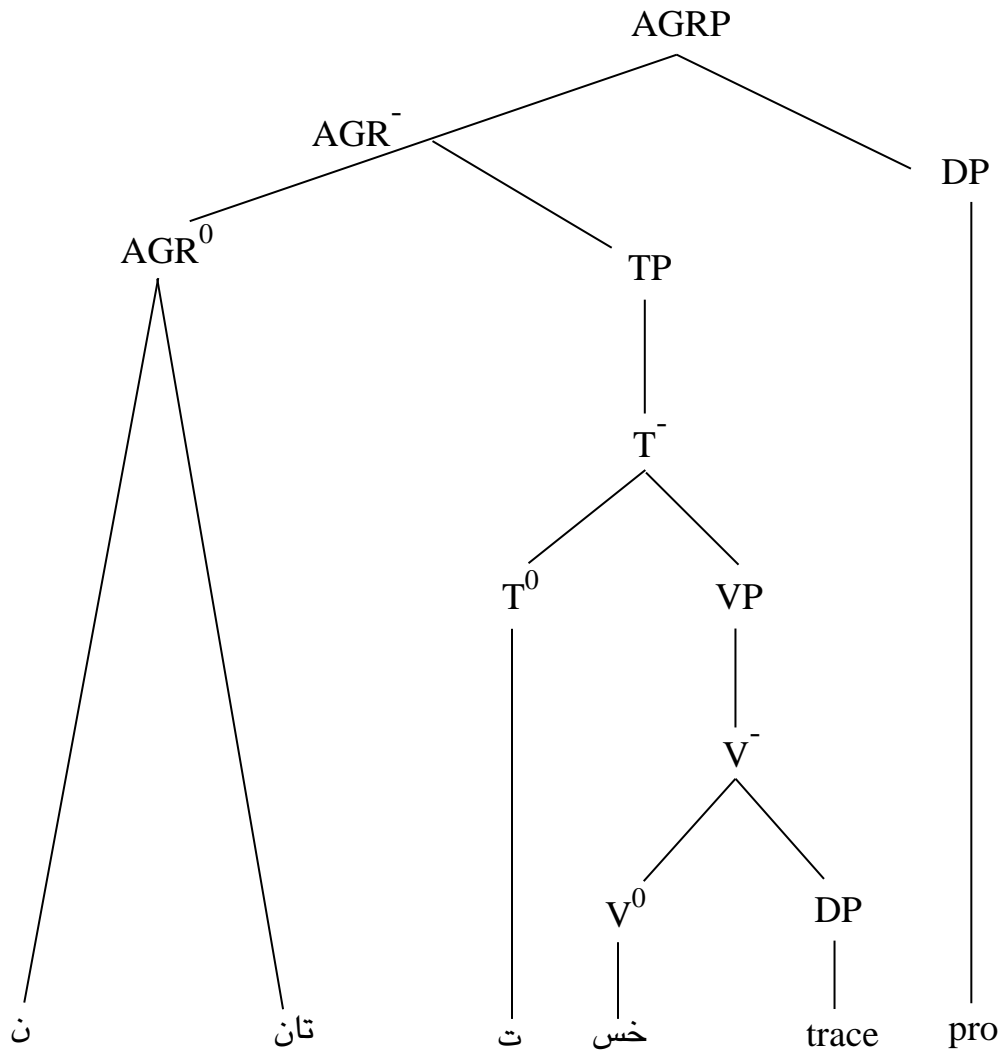 AGRP
AGR-
DP
AGR0
TP
T-
T0
VP
V-
V0
DP
ن تان ت خس trace pro